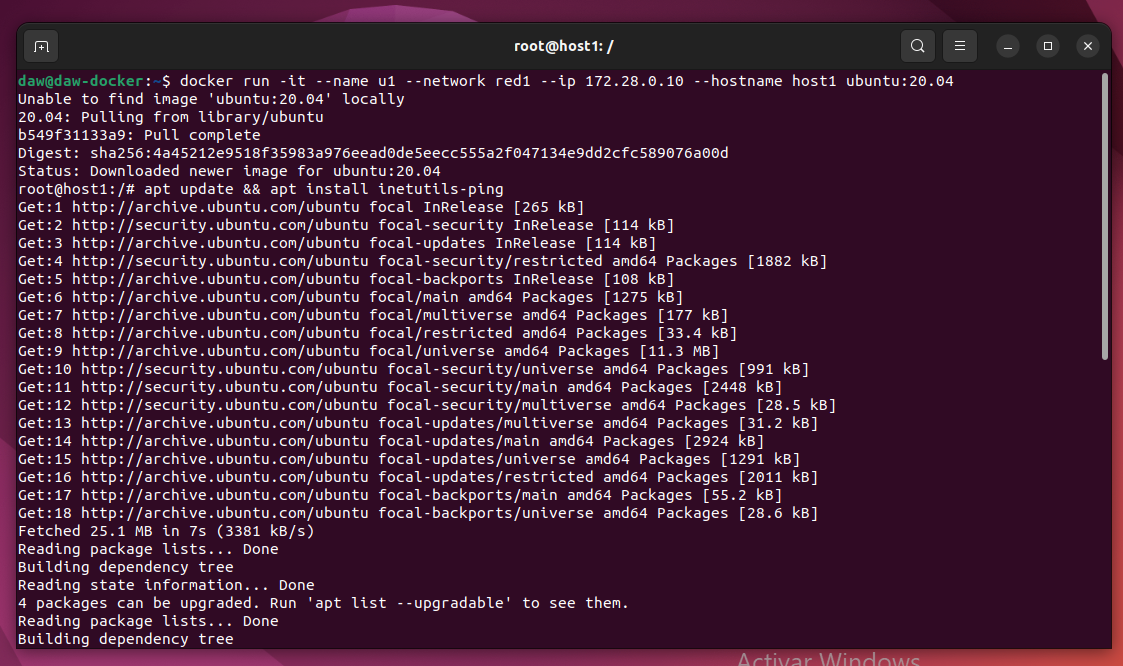 root@host1: /
daw@daw-docker:~$ docker run -it --name u1 --network red1 --ip 172.28.0.10 --hostname host1 ubuntu:20.04
Unable to find image 'ubuntu:20.04' locally
20.04: Pulling from library/ubuntu
b549f31133a9: Pull complete
Digest: sha256:4a45212e9518f35983a976eead0de5eecc555a2f047134e9dd2cfc589076a00d
Status: Downloaded newer image for ubuntu:20.04
root@host1:/# apt update && apt install inetutils-ping
Get:1 http://archive.ubuntu.com/ubuntu focal InRelease [265 kB]
Get:2 http://security.ubuntu.com/ubuntu focal-security InRelease [114 kB]
Get:3 http://archive.ubuntu.com/ubuntu focal-updates InRelease [114 kB]
Get:4 http://security.ubuntu.com/ubuntu focal-security/restricted amd64 Packages [1882 kB]
Get:5 http://archive.ubuntu.com/ubuntu focal-backports InRelease [108 kB]
Get:6 http://archive.ubuntu.com/ubuntu focal/main amd64 Packages [1275 kB]
Get:7 http://archive.ubuntu.com/ubuntu focal/multiverse amd64 Packages [177 kB]
Get:8 http://archive.ubuntu.com/ubuntu focal/restricted amd64 Packages [33.4 kB]
Get:9 http://archive.ubuntu.com/ubuntu focal/universe amd64 Packages [11.3 MB]
Get:10 http://security.ubuntu.com/ubuntu focal-security/universe amd64 Packages [991 kB]
Get:11 http://security.ubuntu.com/ubuntu focal-security/main amd64 Packages [2448 kB]
Get:12 http://security.ubuntu.com/ubuntu focal-security/multiverse amd64 Packages [28.5 kB]
Get:13 http://archive.ubuntu.com/ubuntu focal-updates/multiverse amd64 Packages [31.2 kB]
Get:14 http://archive.ubuntu.com/ubuntu focal-updates/main amd64 Packages [2924 kB]
Get:15 http://archive.ubuntu.com/ubuntu focal-updates/universe amd64 Packages [1291 kB]
Get:16 http://archive.ubuntu.com/ubuntu focal-updates/restricted amd64 Packages [2011 kB]
Get:17 http://archive.ubuntu.com/ubuntu focal-backports/main amd64 Packages [55.2 kB]
Get:18 http://archive.ubuntu.com/ubuntu focal-backports/universe amd64 Packages [28.6 kB]
Fetched 25.1 MB in 7s (3381 kB/s)
Reading package lists... Done
Building dependency tree
Reading state information... Done
4 packages can be upgraded. Run 'apt list --upgradable' to see them.
Reading package lists... Done
Building dependency tree
Activar Windows